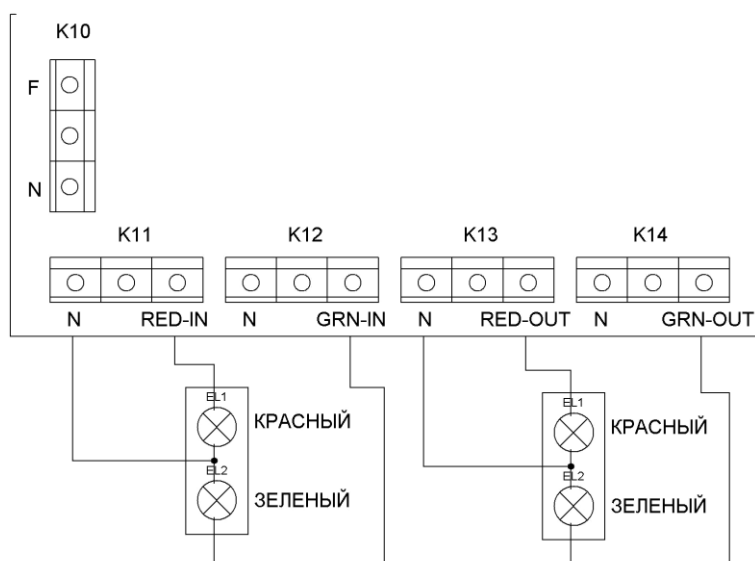 K10
F
N
K11 K12 K13 K14
N RED-IN N GRN-IN N RED-OUT N GRN-OUT
EL1 EL1
КРАСНЫЙ КРАСНЫЙ
EL2 EL2
ЗЕЛЕНЫЙ ЗЕЛЕНЫЙ